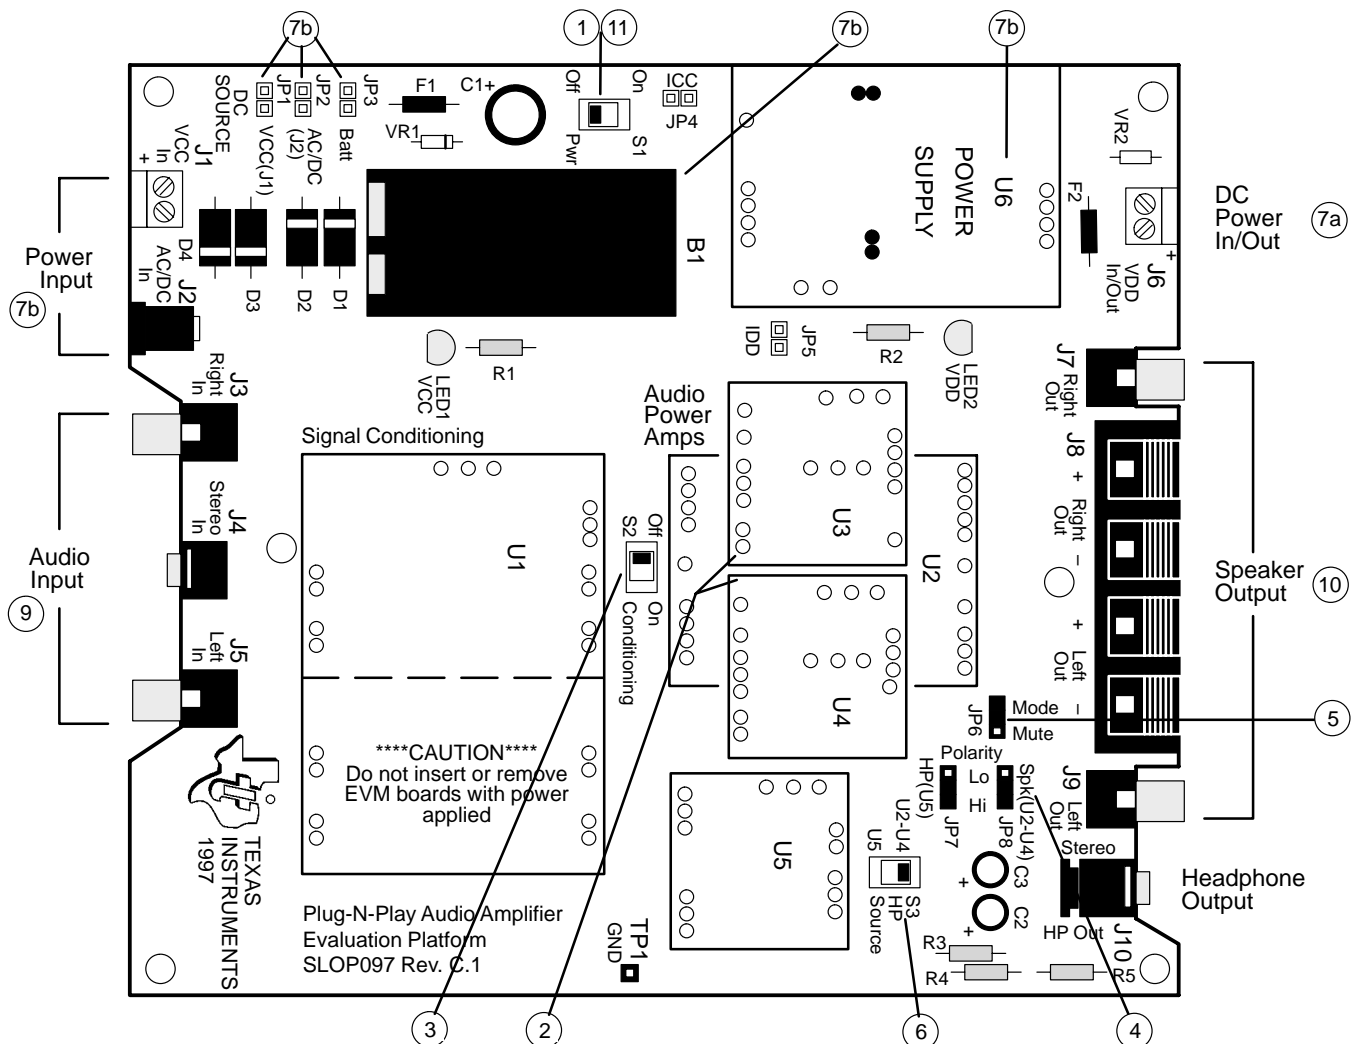 7b
1
11
7b
7b
DC
SOURCE
JP1
JP2
JP3
VCC(J1)
AC/DC
(J2)
Batt
F1
VR1
C1+
Off
On
Pwr
S1
ICC
JP4
U6
POWER
SUPPLY
VR2
F2
J6
VDD
In/Out
+
DC
Power
In/Out
7a
J1
VCC
In
+
Power
Input
7b
D4
J2
AC/DC
In
D3
D2
D1
B1
LED1
VCC
R1
IDD
JP5
R2
LED2
VDD
J3
Right
In
J7
Right
Out
Audio
Power
Amps
Signal Conditioning
J4
Stereo
In
Audio
Input
9
J5
Left
In
U1
S2
Off
On
Conditioning
U3
U2
U4
J8
+
Right
Out
–
+
Left
Out
–
Speaker
Output
10
JP6
Mode
Mute
5
Polarity
HP(U5)
Lo
Hi
JP7
Spk(U2-U4)
JP8
J9
Left
Out
****CAUTION****
Do not insert or remove
EVM boards with power
applied
TEXAS
INSTRUMENTS
1997
U5
U5
U2-U4
S3
HP
Source
+
C3
C2
+
Stereo
HP Out
J10
Headphone
Output
Plug-N-Play Audio Amplifier
Evaluation Platform
SLOP097 Rev. C.1
TP1
GND
R3
R4
R5
3
2
6
4